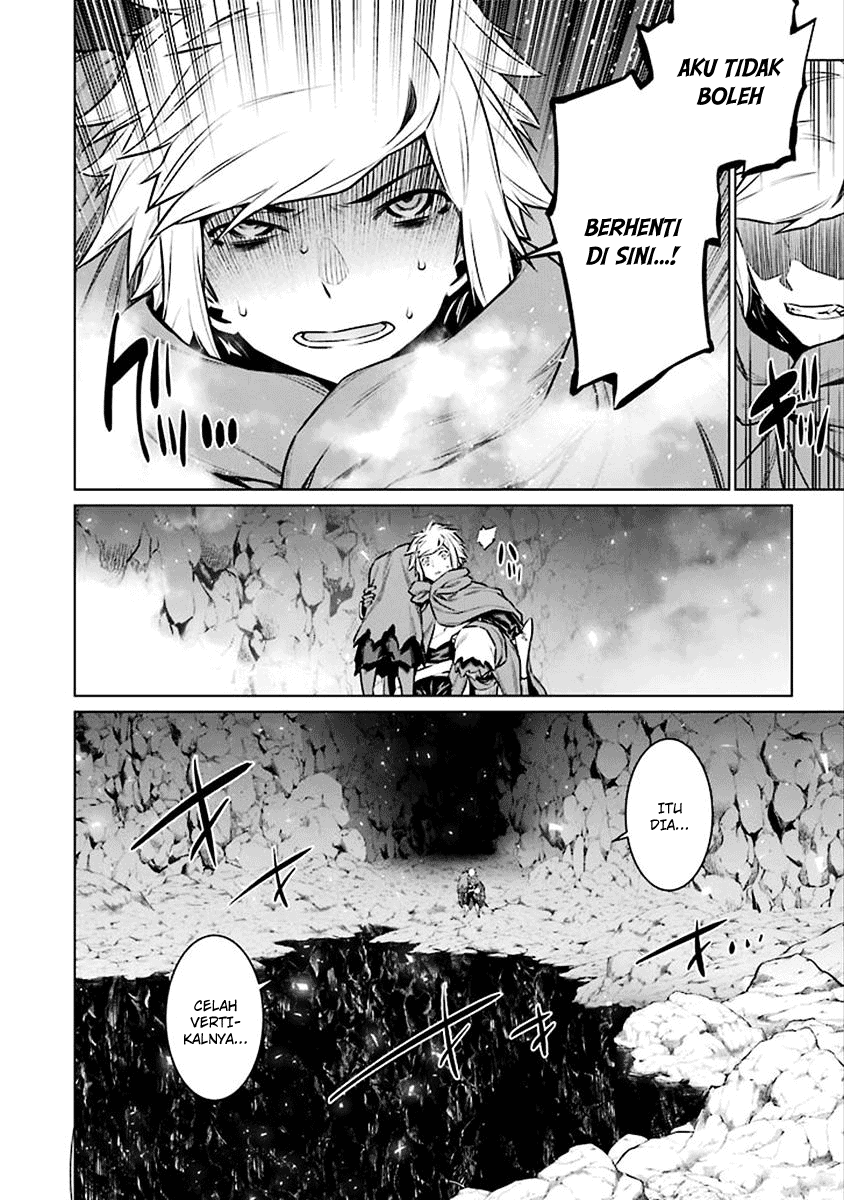 AKU TIDAK
BOLEH
BERHENTI
DI SINI...!
ITU
DIA...
CELAH
VERTI-
KALNYA...